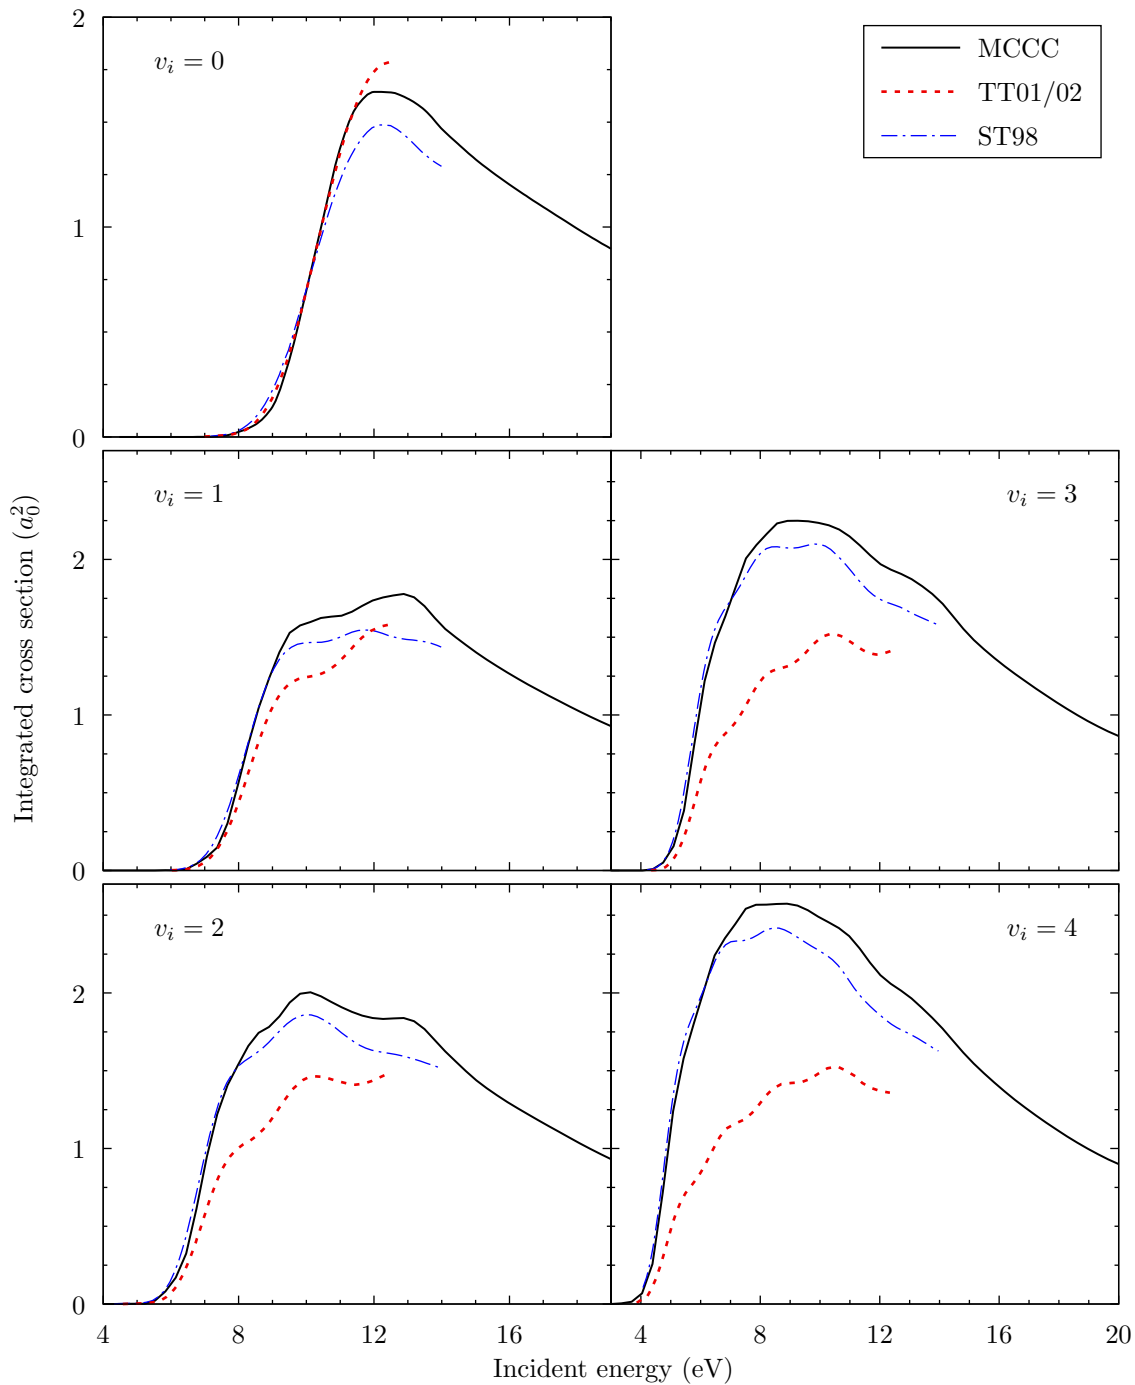 2
v_i = 0
MCCC
TT01/02
ST98
1
0
v_i = 1
v_i = 3
2
1
0
v_i = 2
v_i = 4
2
1
0
4 8 12 16
4 8 12 16 20
Incident energy (eV)
Integrated cross section (a_0^2)